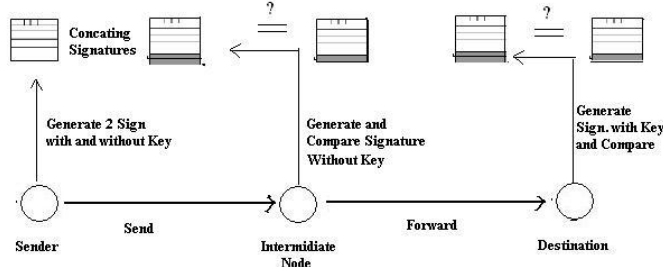 ?
?
Concating
Signatures
Generate 2 Sign
with and without Key
Generate and
Compare Signature
Without Key
Generate
Sign. with Key
and Compare
Send
Forward
Sender
Intermidiate
Node
Destination